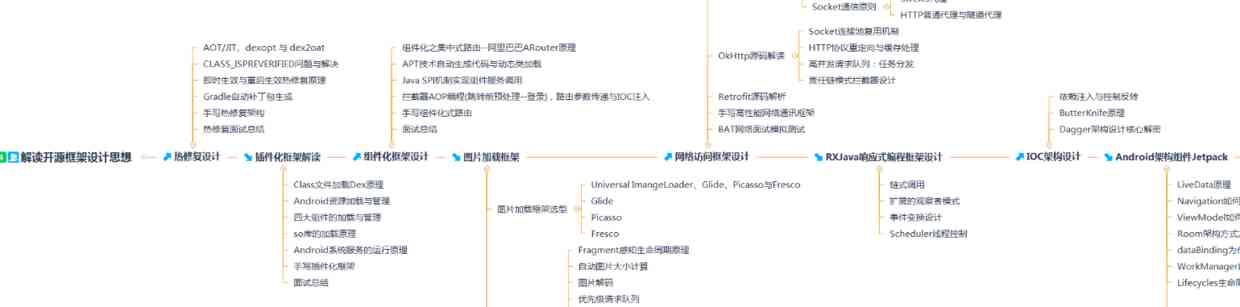 Socket通信原则
HTTP普通代理与隧道代理
AOT/JIT，dexopt 与 dex2oat
CLASS_ISPREVERIFIED问题与解决
即时生效与重启生效热修复原理
Gradle自动补丁包生成
手写热修复架构
热修复面试总结
组件化之集中式路由--阿里巴巴ARouter原理
APT技术自动生成代码与动态类加载
Java SPI机制实现组件服务调用
拦截器AOP编程(跳转前预处理--登录)，路由参数传递与IOC注入
手写组件化式路由
面试总结
OkHttp源码解读
Socket连接池复用机制
HTTP协议重定向与缓存处理
高并发请求队列：任务分发
责任链模式拦截器设计
Retrofit源码解析
手写高性能网络通讯框架
BAT网络面试模拟测试
依赖注入与控制反转
ButterKnife原理
Dagger架构设计核心解密
解读开源框架设计思想
热修复设计
插件化框架解读
组件化框架设计
图片加载框架
网络访问框架设计
RXJava响应式编程框架设计
IOC架构设计
Android架构组件Jetpack
Class文件加载Dex原理
Android资源加载与管理
四大组件的加载与管理
so库的加载原理
Android系统服务的运行原理
手写插件化框架
面试总结
图片加载框架选型
Universal ImangeLoader、Glide、Picasso与Fresco
Glide
Picasso
Fresco
Fragment感知生命周期原理
自动图片大小计算
图片解码
优先级请求队列
链式调用
扩展的观察者模式
事件变换设计
Scheduler线程控制
LiveData原理
Navigation如何
ViewModel如
Room架构方式
dataBinding为
WorkManager
Lifecycles生命